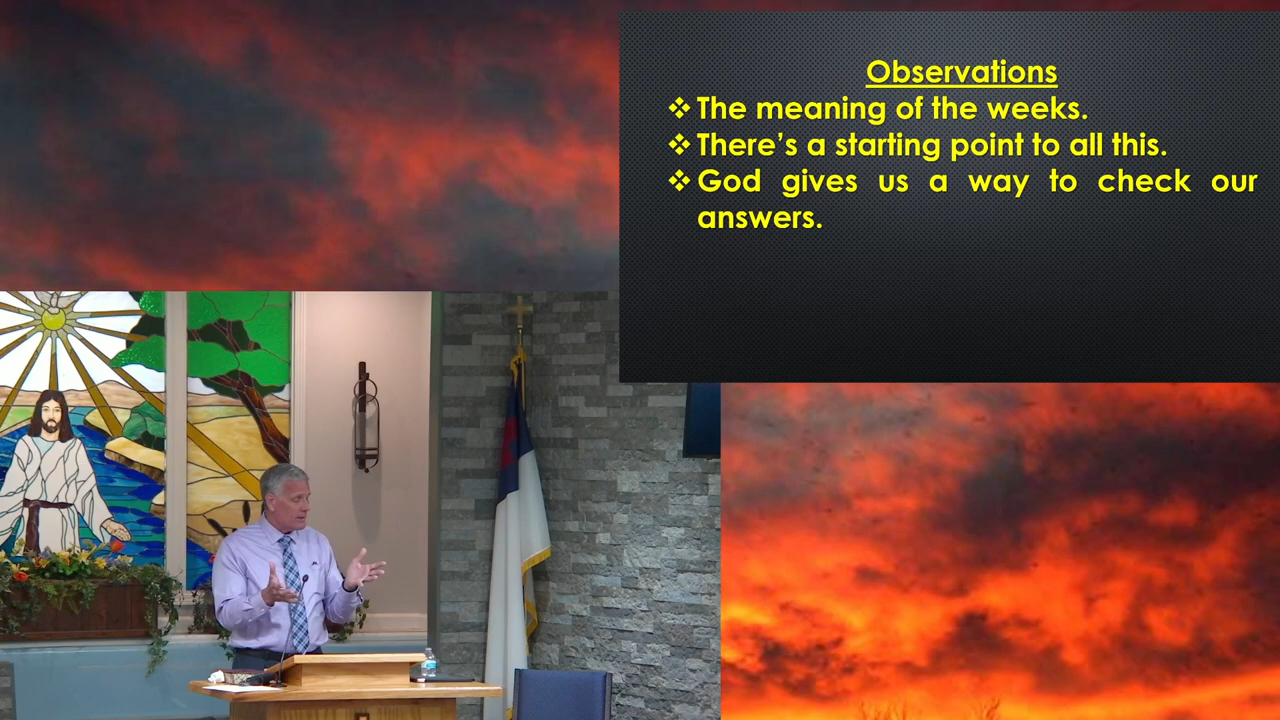 Observations
❖ The meaning of the weeks.
❖ There's a starting point to all this.
❖ God gives us a way to check our
answers.